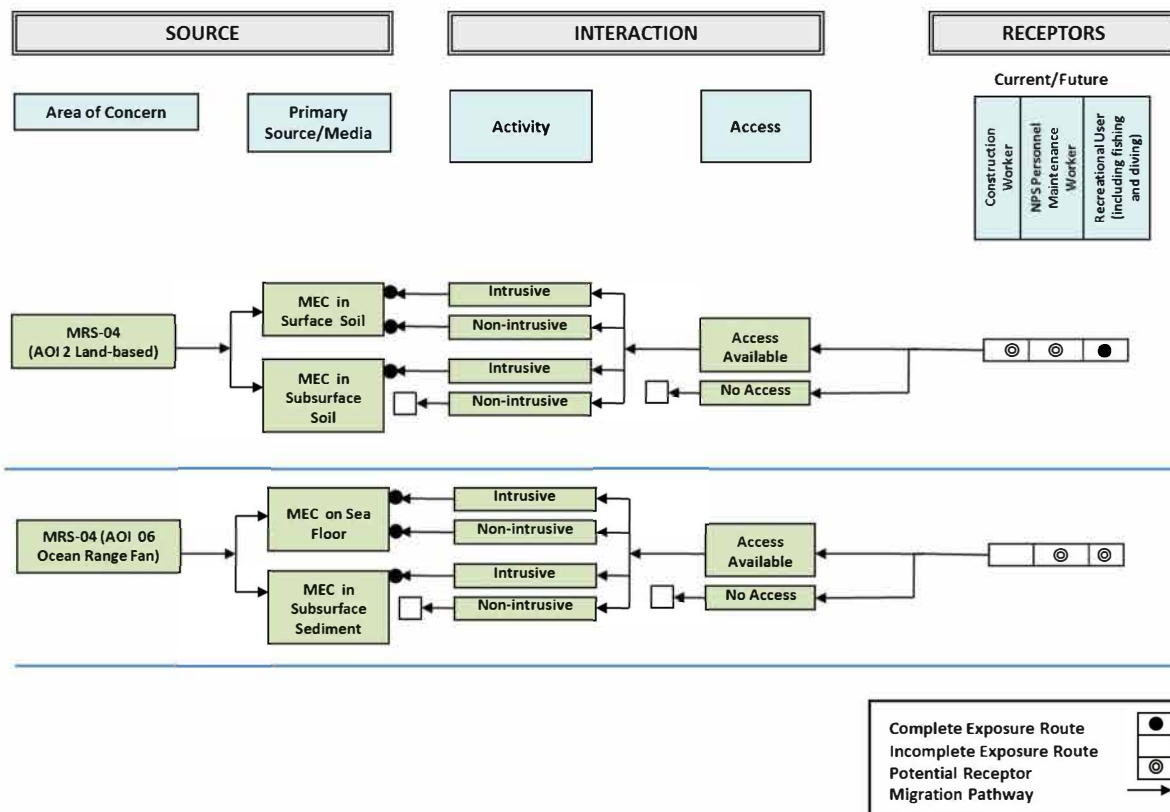 SOURCE
INTERACTION
RECEPTORS
Area of Concern
Primary
Source/Media
Activity
Access
Current/Future
Construction
Worker
NPS Personnel
Maintenance
Worker
Recreational User
(including fishing
and diving)
MRS-04
(AOI 2 Land-based)
MEC in
Surface Soil
MEC in
Subsurface
Soil
Intrusive
Non-intrusive
Intrusive
Non-intrusive
Access
Available
No Access
MRS-04 (AOI 06
Ocean Range Fan)
MEC on Sea
Floor
MEC in
Subsurface
Sediment
Intrusive
Non-intrusive
Intrusive
Non-intrusive
Access
Available
No Access
Complete Exposure Route
Incomplete Exposure Route
Potential Receptor
Migration Pathway